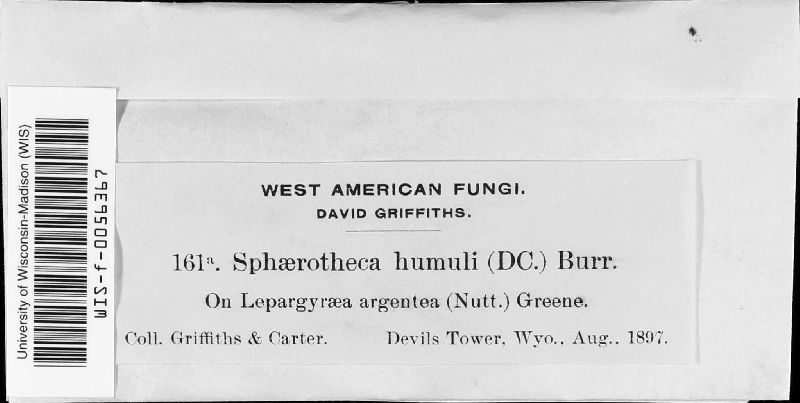 University of Wisconsin-Madison (WIS)
WIS-f-0056367
WEST AMERICAN FUNGI.
DAVID GRIFFITHS.
161ᵃ. Sphærotheca humuli (DC.) Burr.
On Lepargyræa argentea (Nutt.) Greene.
Coll. Griffiths & Carter. Devils Tower, Wyo., Aug., 1897.